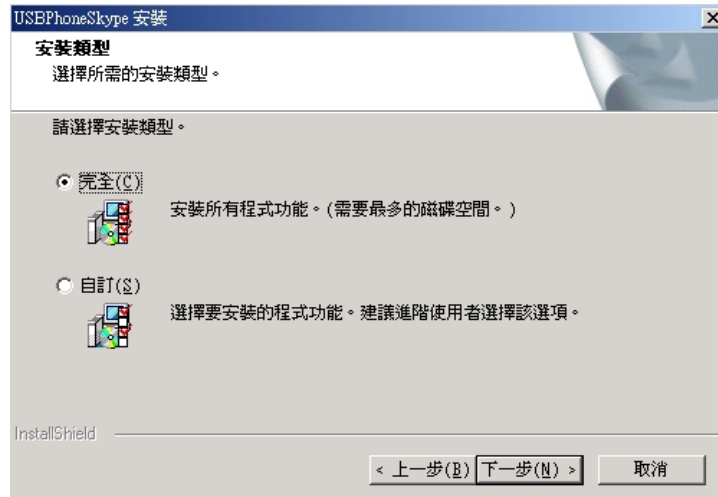 USBPhoneSkype 安裝
安裝類型
選擇所需的安裝類型。
請選擇安裝類型。
完全(C)
安裝所有程式功能。(需要最多的磁碟空間。)
自訂(S)
選擇要安裝的程式功能。建議進階使用者選擇該選項。
InstallShield
< 上一步(B) 下一步(N) > 取消